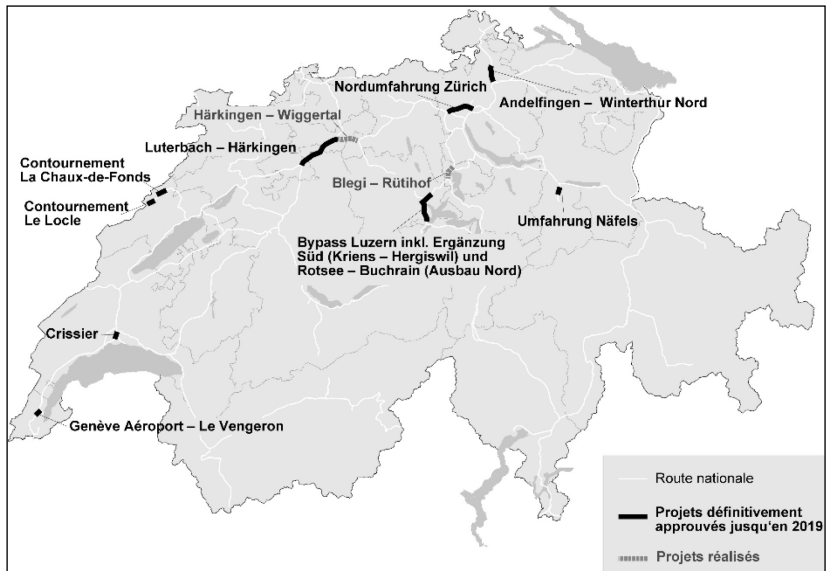 Nordumfahrung Zürich
Andelfingen – Winterthur Nord
Härkingen – Wiggertal
Luterbach – Härkingen
Contournement
La Chaux-de-Fonds
Blegi – Rütihof
Contournement
Le Locle
Umfahrung Näfels
Bypass Luzern inkl. Ergänzung
Süd (Kriens – Hergiswil) und
Rotsee – Buchrain (Ausbau Nord)
Crissier
Genève Aéroport – Le Vengeron
Route nationale
Projets définitivement
approuvés jusqu'en 2019
Projets réalisés